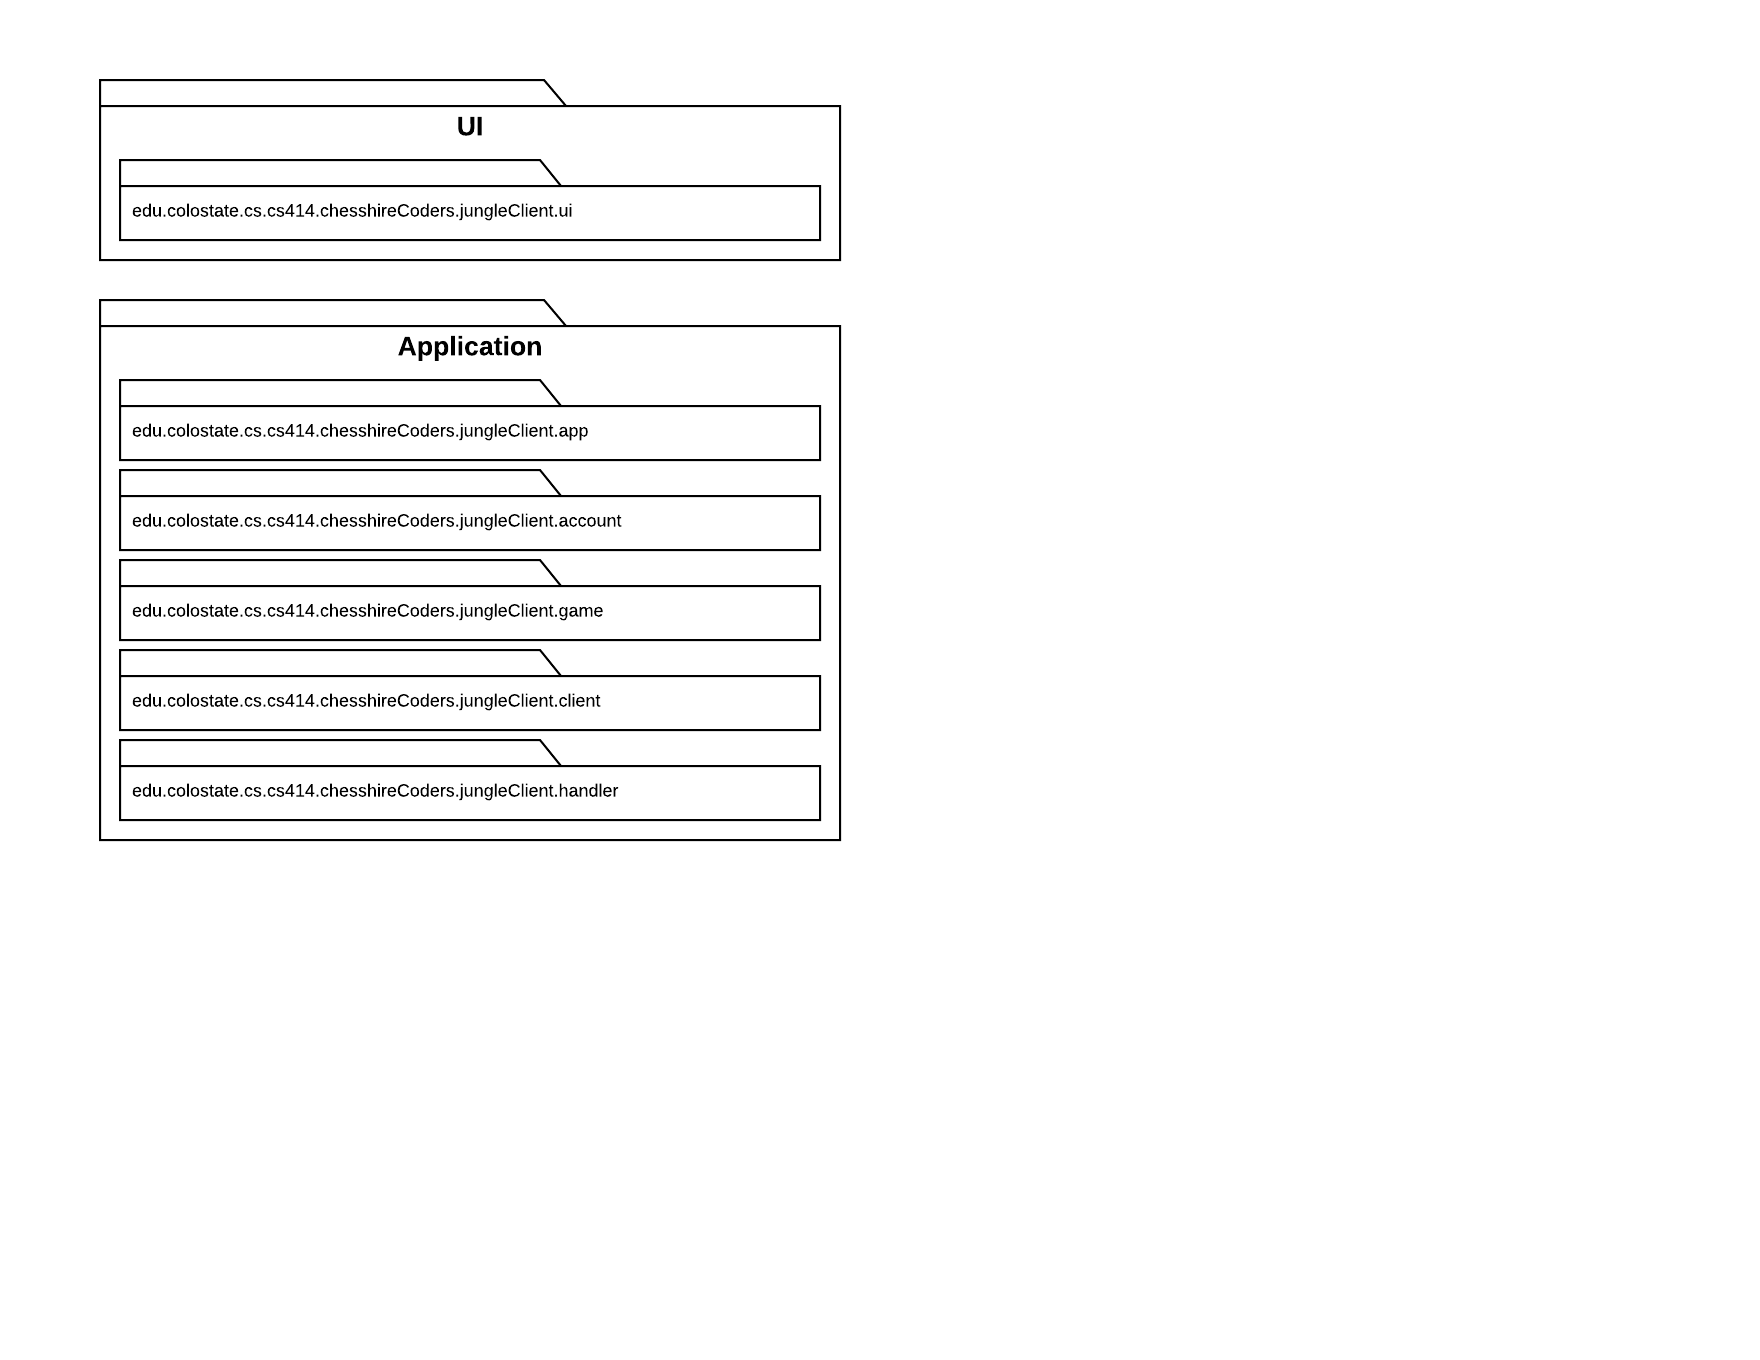 UI
edu.colostate.cs.cs414.chesshireCoders.jungleClient.ui
Application
edu.colostate.cs.cs414.chesshireCoders.jungleClient.app
edu.colostate.cs.cs414.chesshireCoders.jungleClient.account
edu.colostate.cs.cs414.chesshireCoders.jungleClient.game
edu.colostate.cs.cs414.chesshireCoders.jungleClient.client
edu.colostate.cs.cs414.chesshireCoders.jungleClient.handler